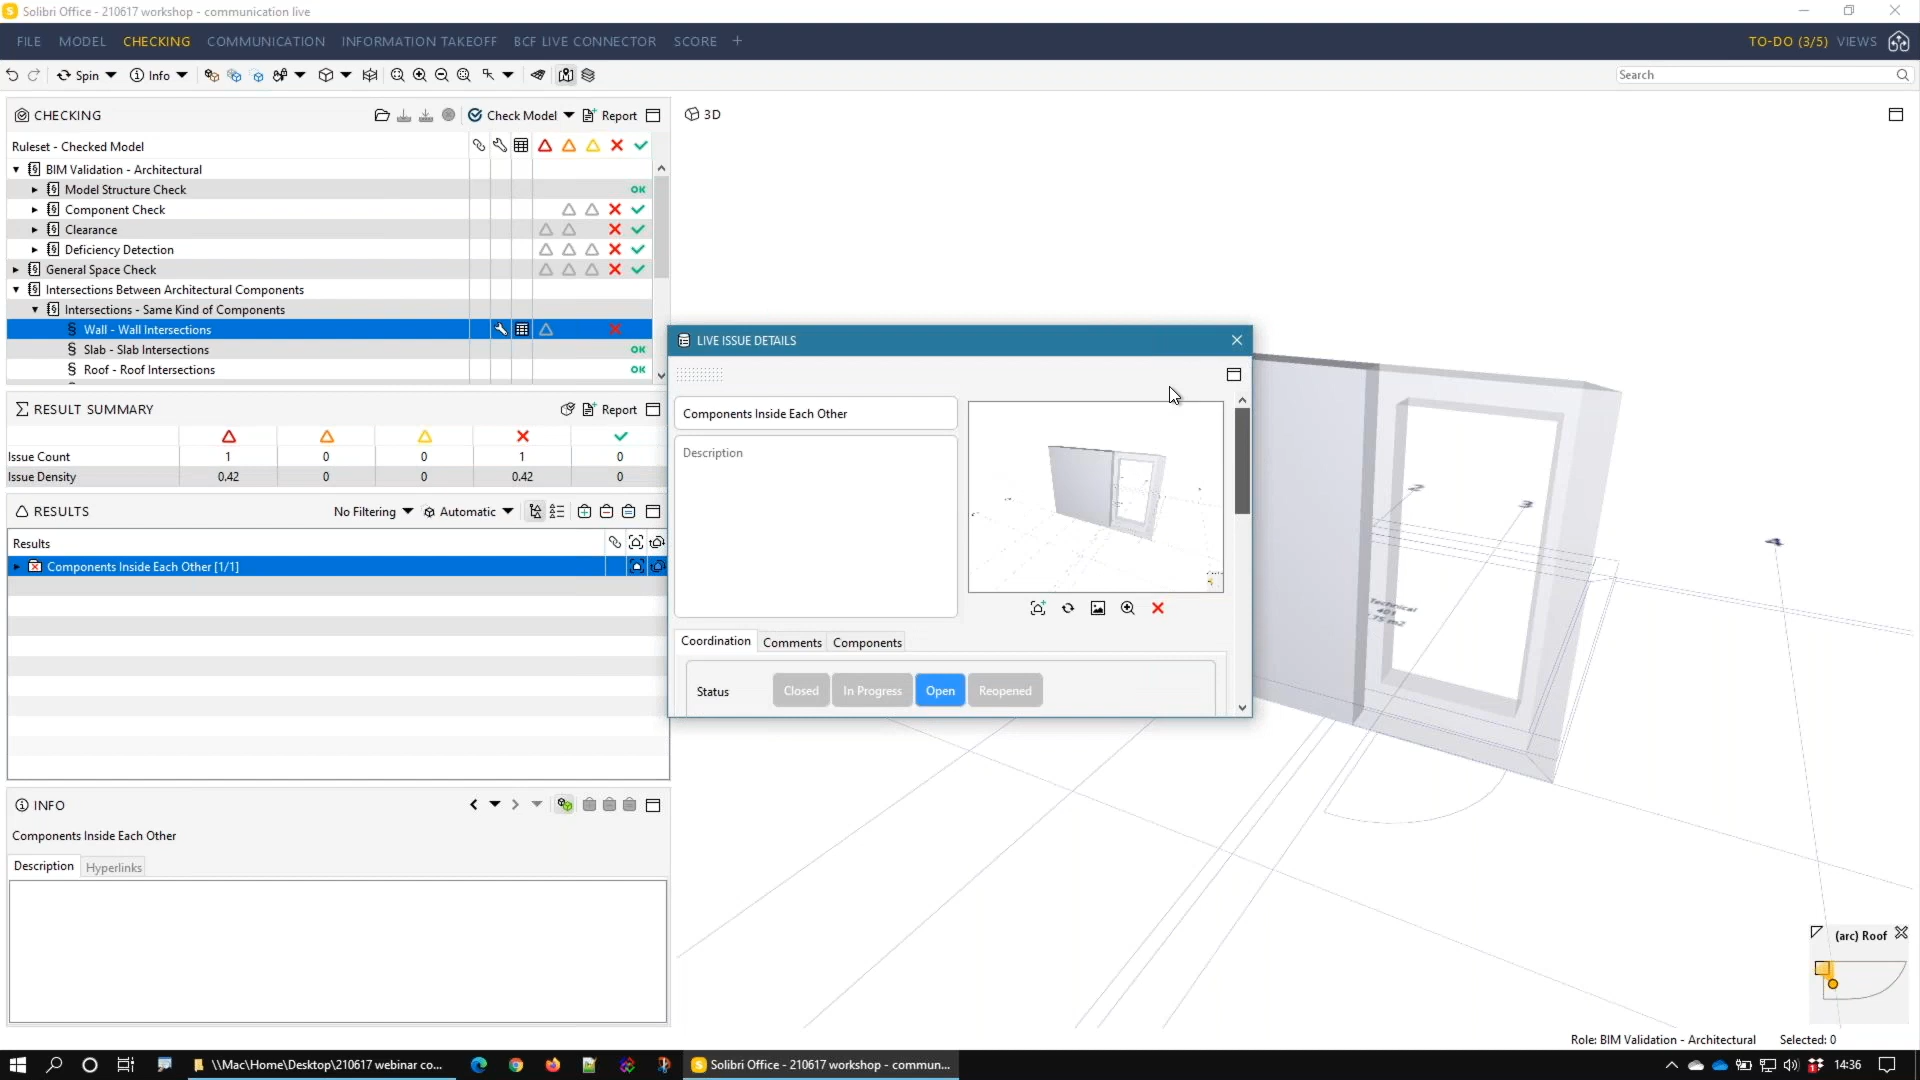 Solibri Office - 210617 workshop - communication live
FILE MODEL CHECKING COMMUNICATION INFORMATION TAKEOFF BCF LIVE CONNECTOR SCORE + TO-DO (3/5) VIEWS
Spin Info Search
CHECKING Check Model Report
Ruleset - Checked Model
BIM Validation - Architectural
Model Structure Check OK
Component Check
Clearance
Deficiency Detection
General Space Check
Intersections Between Architectural Components
Intersections - Same Kind of Components
§ Wall - Wall Intersections
§ Slab - Slab Intersections OK
§ Roof - Roof Intersections OK
RESULT SUMMARY Report
Issue Count 1 0 0 1 0
Issue Density 0.42 0 0 0.42 0
RESULTS No Filtering Automatic
Results
Components Inside Each Other [1/1]
INFO
Components Inside Each Other
Description Hyperlinks
3D
LIVE ISSUE DETAILS
Components Inside Each Other
Description
Coordination Comments Components
Status Closed In Progress Open Reopened
2
3
4
Technical
401
(arc) Roof
Role: BIM Validation - Architectural Selected: 0
\\Mac\Home\Desktop\210617 webinar co... Solibri Office - 210617 workshop - commun... 14:36